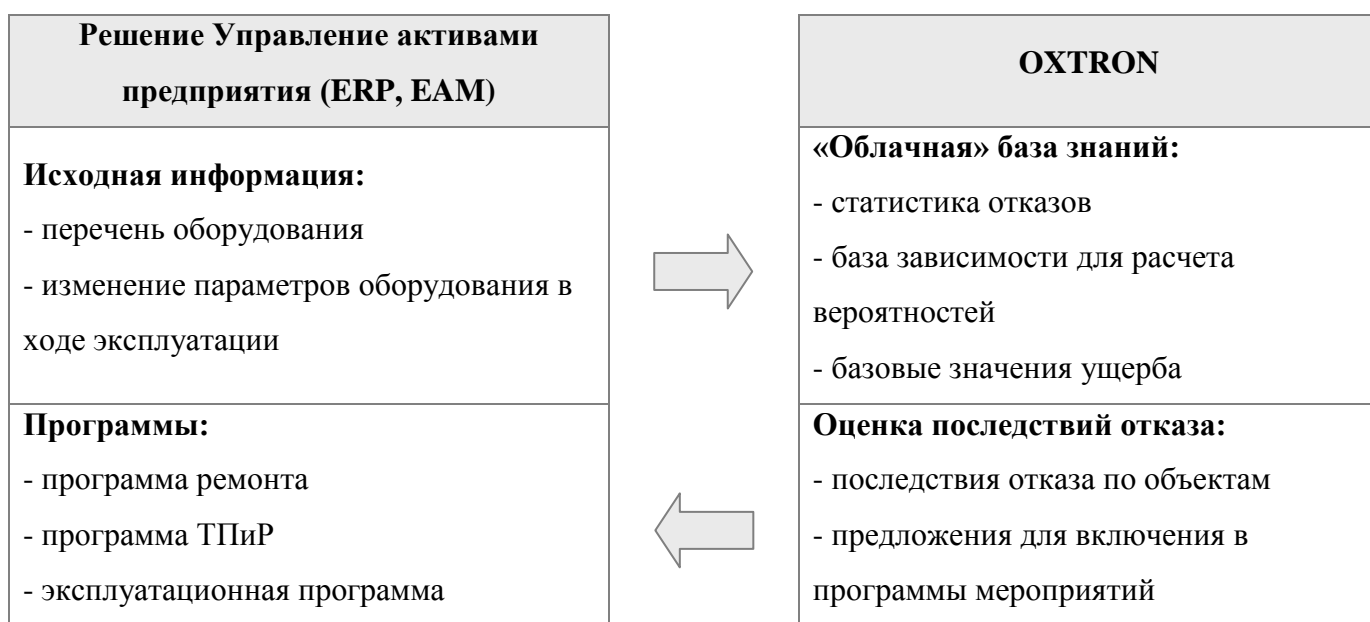 Решение Управление активами
предприятия (ERP, EAM)
Исходная информация:
- перечень оборудования
- изменение параметров оборудования в
ходе эксплуатации
Программы:
- программа ремонта
- программа ТПиР
- эксплуатационная программа
OXTRON
«Облачная» база знаний:
- статистика отказов
- база зависимости для расчета
вероятностей
- базовые значения ущерба
Оценка последствий отказа:
- последствия отказа по объектам
- предложения для включения в
программы мероприятий